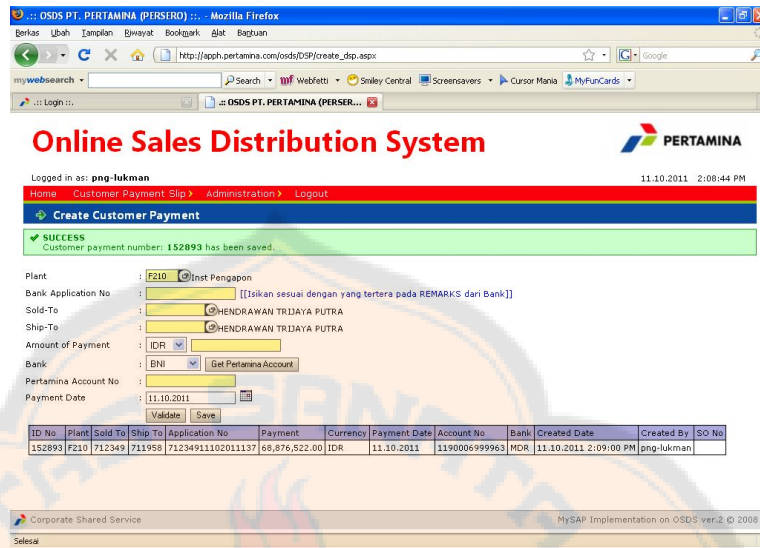 .:: OSDS PT. PERTAMINA (PERSERO) ::. - Mozilla Firefox
Berkas Ubah Tampilan Riwayat Bookmark Alat Bantuan
http://apph.pertamina.com/osds/DSP/create_dsp.aspx
G Google
mywebsearch Search Webfetti Smiley Central Screensavers Cursor Mania MyFunCards
.:: Login ::. .:: OSDS PT. PERTAMINA (PERSER...
Online Sales Distribution System
PERTAMINA
Logged in as: png-lukman 11.10.2011 2:08:44 PM
Home Customer Payment Slip Administration Logout
Create Customer Payment
SUCCESS
Customer payment number: 152893 has been saved.
Plant : F210 Inst Pengapon
Bank Application No : [[Isikan sesuai dengan yang tertera pada REMARKS dari Bank]]
Sold-To : HENDRAWAN TRIJAYA PUTRA
Ship-To : HENDRAWAN TRIJAYA PUTRA
Amount of Payment : IDR
Bank : BNI Get Pertamina Account
Pertamina Account No :
Payment Date : 11.10.2011
Validate Save
ID No Plant Sold To Ship To Application No Payment Currency Payment Date Account No Bank Created Date Created By SO No
152893 F210 712349 711958 7123491110201137 68,876,522.00 IDR 11.10.2011 1190006999963 MDR 11.10.2011 2:09:00 PM png-lukman
SANATA
Corporate Shared Service MySAP Implementation on OSDS ver.2 © 2008
Selesai